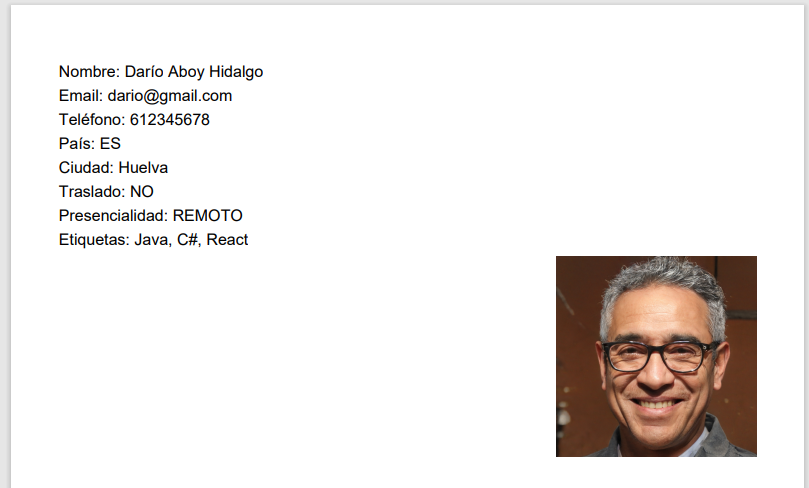 Nombre: Darío Aboy Hidalgo
Email: dario@gmail.com
Teléfono: 612345678
País: ES
Ciudad: Huelva
Traslado: NO
Presencialidad: REMOTO
Etiquetas: Java, C#, React